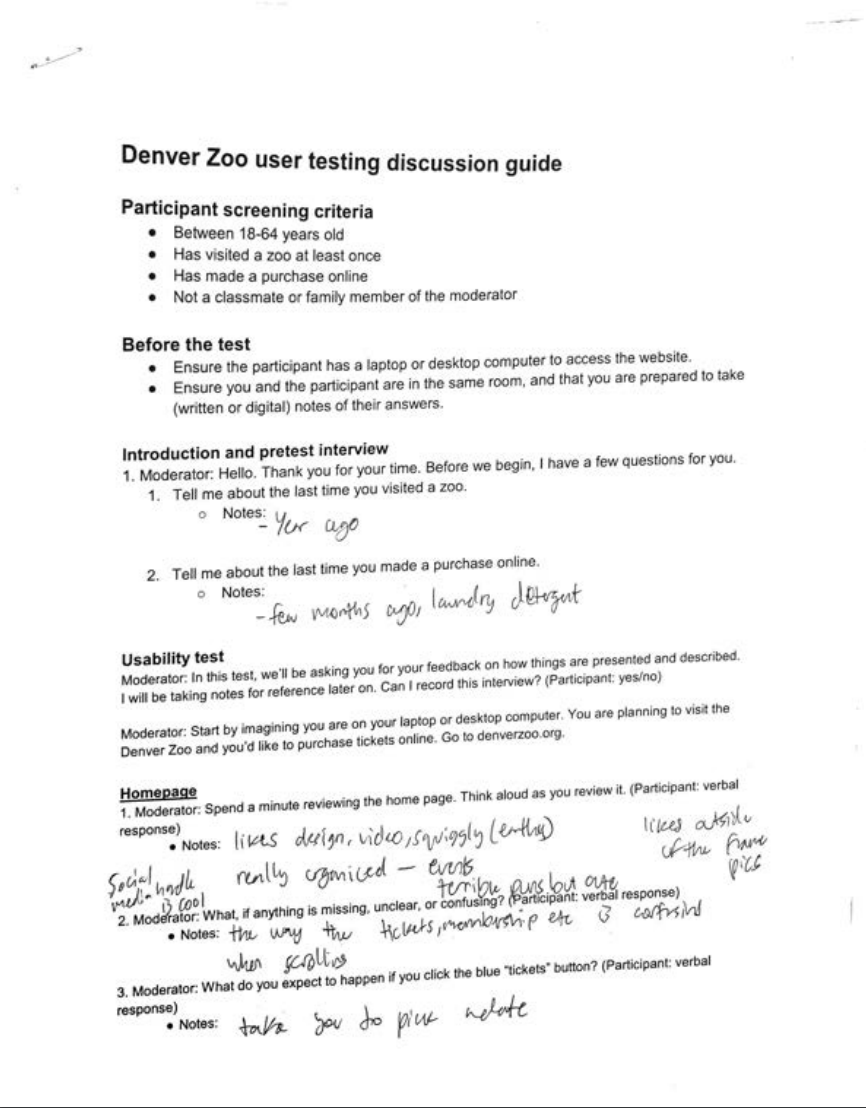 Denver Zoo user testing discussion guide
Participant screening criteria
● Between 18-64 years old
● Has visited a zoo at least once
● Has made a purchase online
● Not a classmate or family member of the moderator
Before the test
● Ensure the participant has a laptop or desktop computer to access the website.
● Ensure you and the participant are in the same room, and that you are prepared to take
(written or digital) notes of their answers.
Introduction and pretest interview
1. Moderator: Hello. Thank you for your time. Before we begin, I have a few questions for you.
1. Tell me about the last time you visited a zoo.
○ Notes:
- Year ago
2. Tell me about the last time you made a purchase online.
○ Notes:
- few months ago, laundry detergent
Usability test
Moderator: In this test, we'll be asking you for your feedback on how things are presented and described.
I will be taking notes for reference later on. Can I record this interview? (Participant: yes/no)
Moderator: Start by imagining you are on your laptop or desktop computer. You are planning to visit the
Denver Zoo and you'd like to purchase tickets online. Go to denverzoo.org.
Homepage
1. Moderator: Spend a minute reviewing the home page. Think aloud as you review it. (Participant: verbal
response)
● Notes: likes design, video, squiggly (earthy)
likes outside
of the frame
pics
really organized - events
terrible puns but cute
Social
media handle
is cool
2. Moderator: What, if anything is missing, unclear, or confusing? (Participant: verbal response)
● Notes: the way the tickets, membership etc is confusing
when scrolling
3. Moderator: What do you expect to happen if you click the blue "tickets" button? (Participant: verbal
response)
● Notes: take you to pick